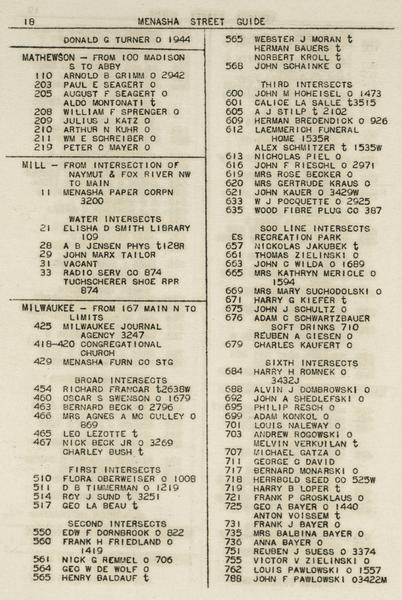 18 MENASHA STREET GUIDE
DONALD G TURNER O 1944
MATHEWSON – FROM 100 MADISON
S TO ABBY
110 ARNOLD B GRIMM O 2942
203 PAUL E SEAGERT O
205 AUGUST F SEAGERT O
ALDO MONTONATI t
208 WILLIAM F SPRENGER O
209 JULIUS J KATZ O
210 ARTHUR N KUHR O
211 WM E SCHREIBER O
219 PETER C MAYER O
MILL – FROM INTERSECTION OF
NAYMUT & FOX RIVER NW
TO MAIN
11 MENASHA PAPER CORPN
3200
WATER INTERSECTS
21 ELISHA D SMITH LIBRARY
109
28 A B JENSEN PHYS t128R
29 JOHN MARX TAILOR
31 VACANT
33 RADIO SERV CO 874
TUCHSCHERER SHOE RPR
874
MILWAUKEE – FROM 167 MAIN N TO
LIMITS
425 MILWAUKEE JOURNAL
AGENCY 3247
418-420 CONGREGATIONAL
CHURCH
429 MENASHA FURN CO STG
BROAD INTERSECTS
454 RICHARD FRANCAR t2638W
460 OSCAR S SWENSON O 1679
463 BERNARD BECK O 2796
466 MRS AGNES A MC CULLEY O
869
465 LEO LEZOTTE t
467 NICK BECK JR O 3269
CHARLEY BUSH t
FIRST INTERSECTS
510 FLORA OBERWEISER O 1008
511 D B TIMMERMAN O 1219
514 ROY J SUND t 3251
517 GEO LA BEAU t
SECOND INTERSECTS
550 EDW F DORNBROOK O 822
560 FRANK H FRIEDLAND O
1419
561 NICK G REMMEL O 706
564 GEO W DE WOLF O
565 HENRY BALDAUF t
565 WEBSTER J MORAN t
HERMAN BAUERS t
NORBERT KROLL t
568 JOHN SCHAINKE O
THIRD INTERSECTS
600 JOHN M HOHEISEL O 1473
601 CALICE LA SALLE t3515
605 A J STILP t 2102
609 HERMAN BREDENDICK O 926
612 LAEMMRICH FUNERAL
HOME 1535R
ALEX SCHMITZER t 1535W
613 NICHOLAS PIEL O
616 JOHN F RIESCHL O 2971
619 MRS ROSE BECKER O
620 MRS GERTRUDE KRAUS O
621 JOHN KAUER O 3429W
633 W J POCQUETTE O 2925
635 WOOD FIBRE PLUG CO 387
SOO LINE INTERSECTS
ES RECREATION PARK
657 NICKOLAS JAKUBEK t
661 THOMAS ZIELINSKI O
663 JOHN C WILDA O 1689
665 MRS KATHRYN MERICLE O
1594
669 MRS MARY SUCHODOLSKI O
671 HARRY G KIEFER t
675 JOHN J SCHULTZ O
676 ADAM C SCHWARTZBAUER
SOFT DRINKS 710
REUBEN A GIESEN O
679 CHARLES KAUFERT O
SIXTH INTERSECTS
684 HARRY H ROMNEK O
3432J
688 ALVIN J DOMBROWSKI O
692 JOHN A SHEDLEFSKI O
695 PHILIP RESCH O
699 ADAM KONKOL O
701 LOUIS NALEWAY O
703 ANDREW ROGOWSKI O
MELVIN VERKUILAN t
707 MICHAEL GATZA O
711 GEORGE C DAVID
717 BERNARD MONARSKI O
718 HERRBOLD SEED CO 525W
719 HARRY B LOPER t
721 FRANK P GROSKLAUS O
725 GEO A BAYER O 1440
ANTON VOISSEM t
731 FRANK J BAYER O
735 MRS BALBINA BAYER O
736 ANNA BAYER O
751 REUBEN J SUESS O 3374
755 VICTOR V ZIELINSKI O
762 LOUIS PAWLOWSKI O 1557
788 JOHN F PAWLOWSKI O3422M